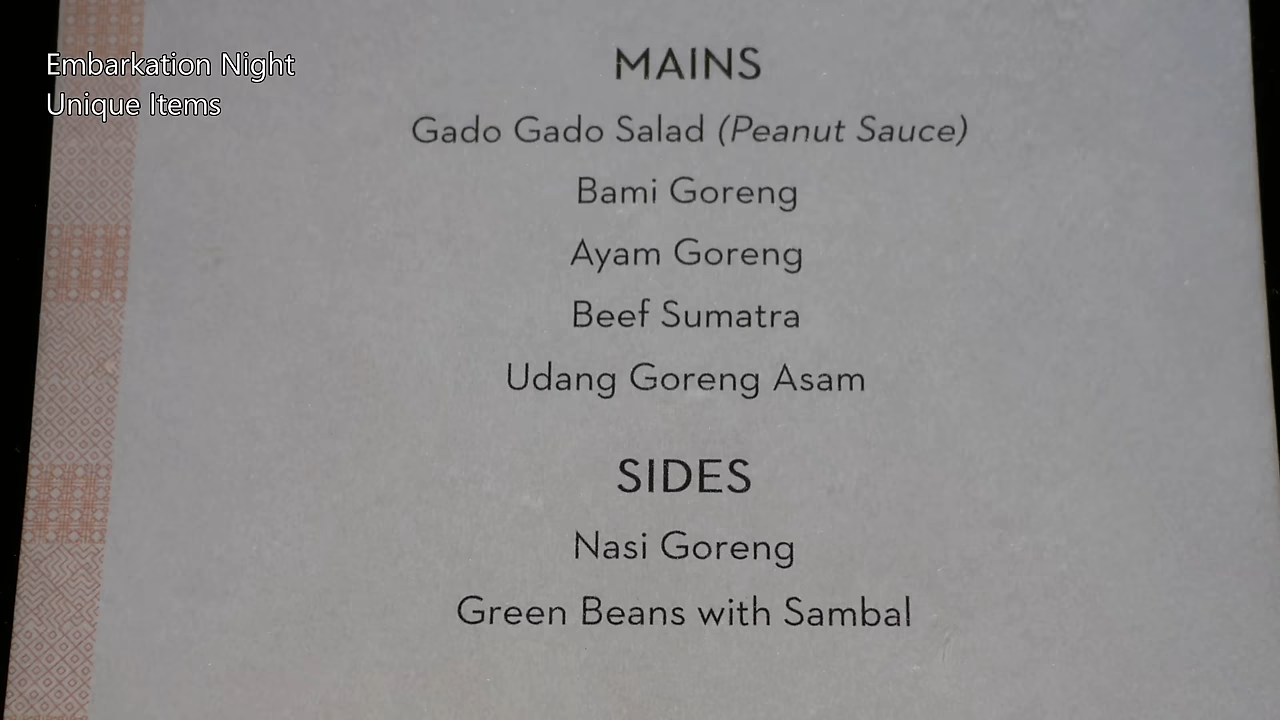 Embarkation Night
Unique Items
MAINS
Gado Gado Salad (Peanut Sauce)
Bami Goreng
Ayam Goreng
Beef Sumatra
Udang Goreng Asam
SIDES
Nasi Goreng
Green Beans with Sambal